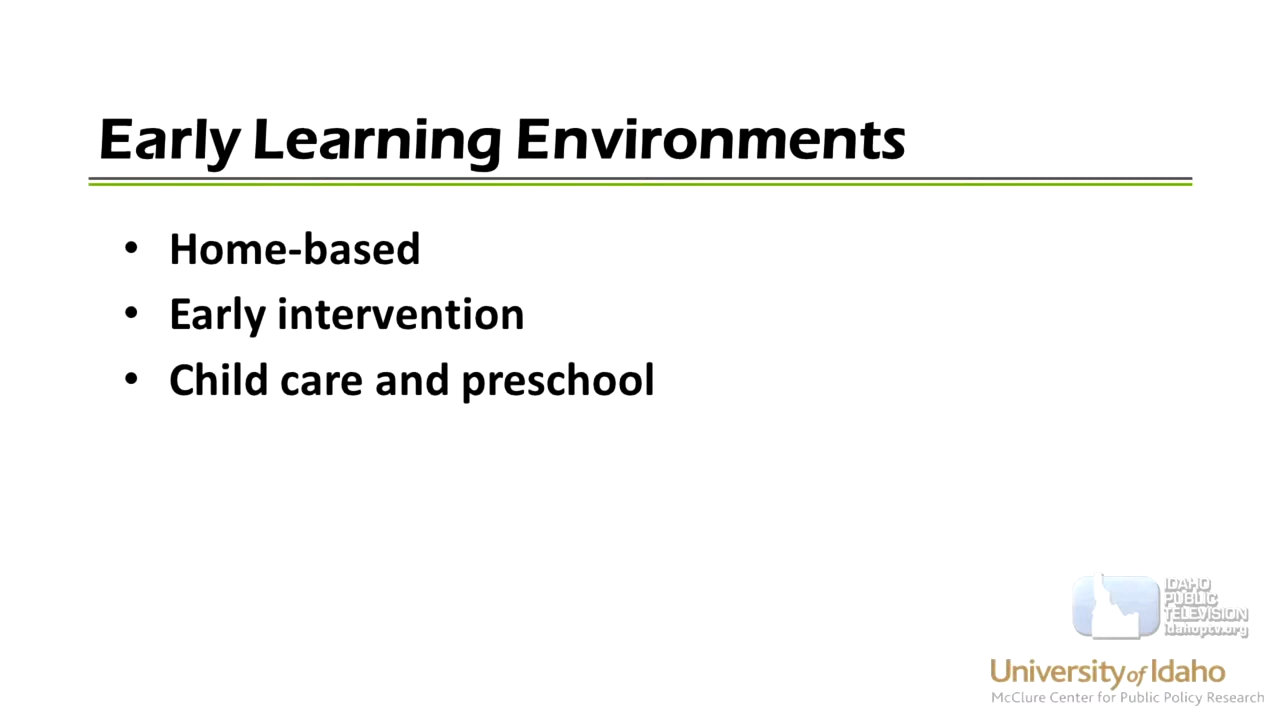 Early Learning Environments
• Home-based
• Early intervention
• Child care and preschool
IDAHO
PUBLIC
TELEVISION
idahoptv.org
University of Idaho
McClure Center for Public Policy Research